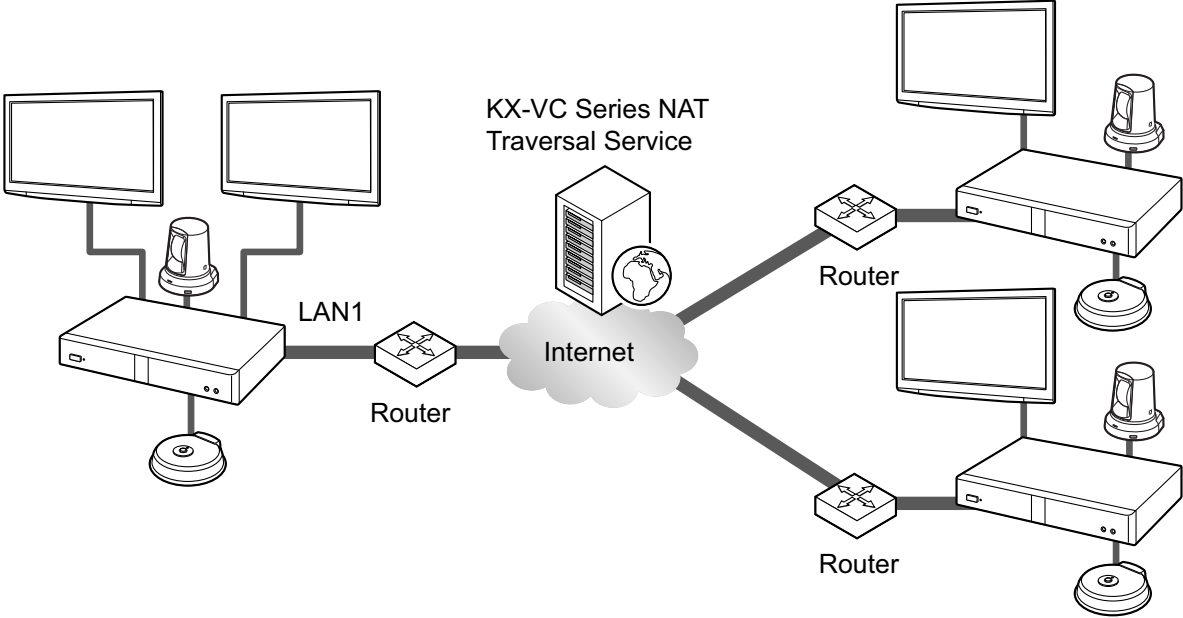 KX-VC Series NAT
Traversal Service
LAN1
Router
Internet
Router
Router